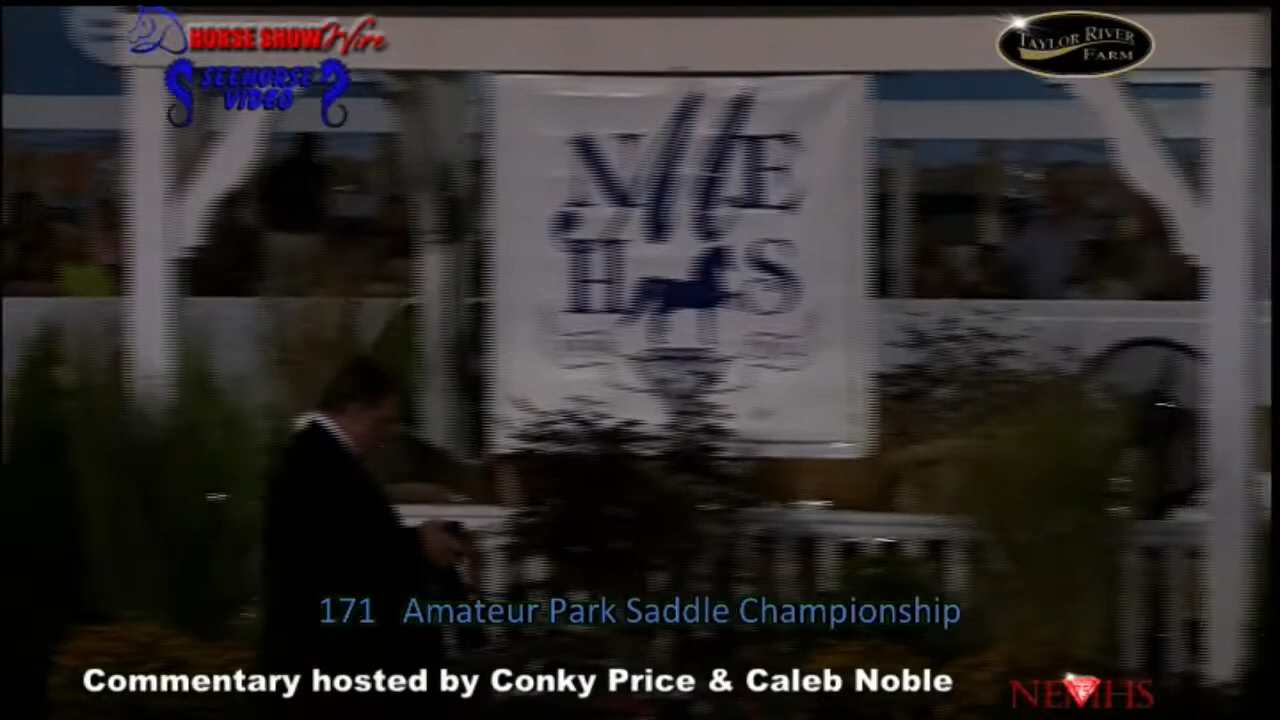 HORSE SHOW Wire
SEEHORSE
VIDEO
TAYLOR RIVER
FARM
N E
H S
171 Amateur Park Saddle Championship
Commentary hosted by Conky Price & Caleb Noble
NEMHS